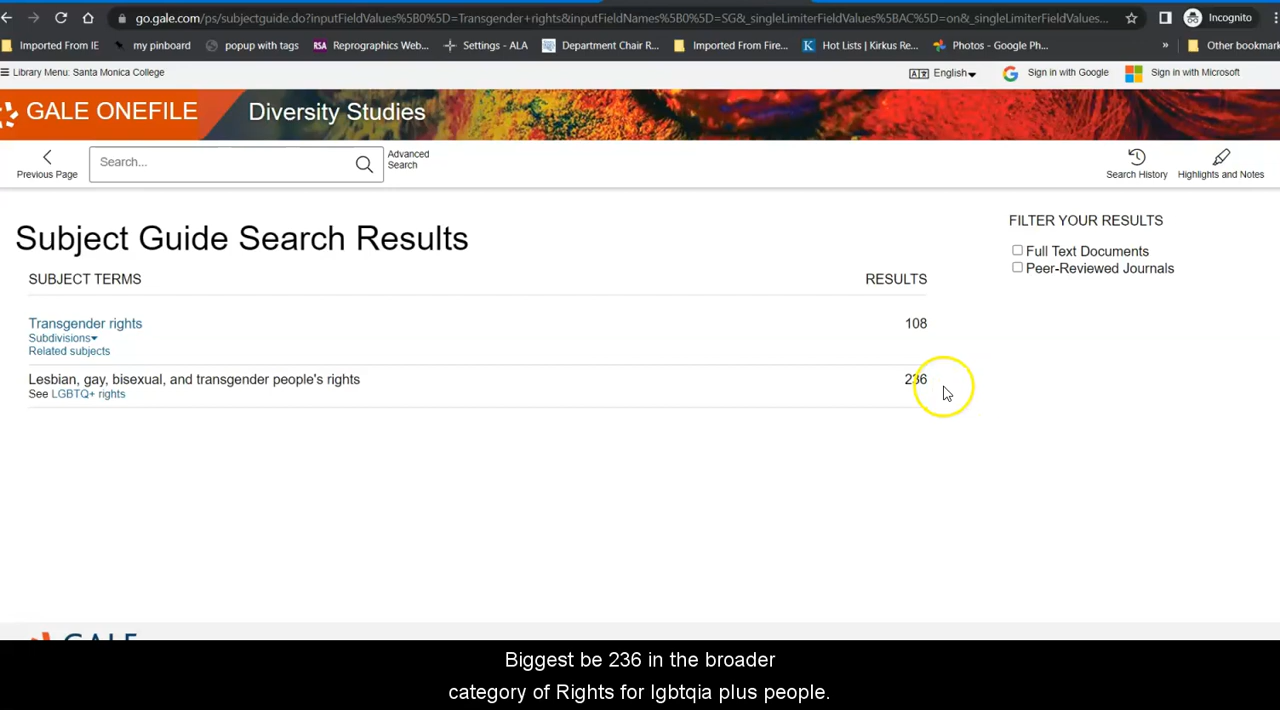 go.gale.com/ps/subjectguide.do?inputFieldValues%5B0%5D=Transgender+rights&inputFieldNames%5B0%5D=SG&_singleLimiterFieldValues%5BAC%5D=on&_singleLimiterFieldValues...
Incognito
Imported From IE my pinboard popup with tags RSA Reprographics Web... Settings - ALA Department Chair R... Imported From Fire... K Hot Lists | Kirkus Re... Photos - Google Ph... » Other bookmark
Library Menu: Santa Monica College
English Sign in with Google Sign in with Microsoft
GALE ONEFILE Diversity Studies
Previous Page
Search...
Advanced
Search
Search History Highlights and Notes
Subject Guide Search Results
FILTER YOUR RESULTS
Full Text Documents
Peer-Reviewed Journals
SUBJECT TERMS RESULTS
Transgender rights 108
Subdivisions
Related subjects
Lesbian, gay, bisexual, and transgender people's rights 236
See LGBTQ+ rights
GALE
Biggest be 236 in the broader
category of Rights for lgbtqia plus people.